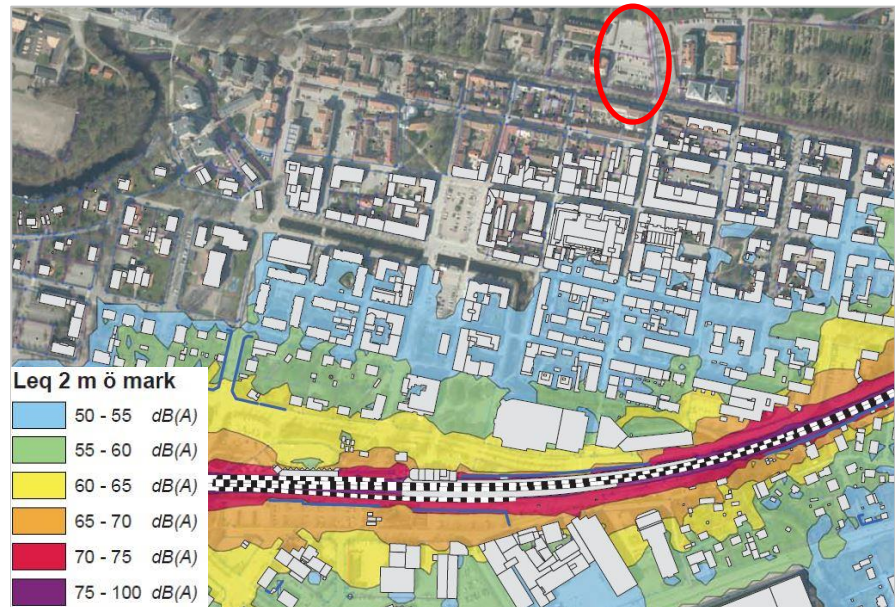 Leq 2 m ö mark
50 - 55 dB(A)
55 - 60 dB(A)
60 - 65 dB(A)
65 - 70 dB(A)
70 - 75 dB(A)
75 - 100 dB(A)